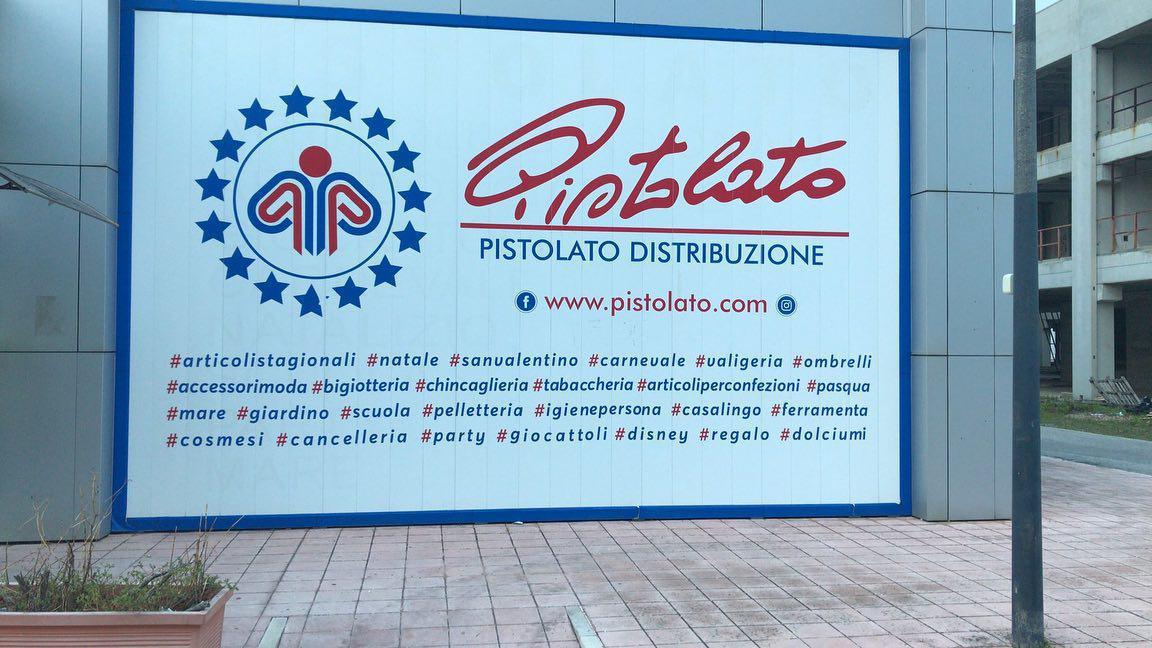 Pistolato
PISTOLATO DISTRIBUZIONE
www.pistolato.com
#articolistagionali #natale #sanvalentino #carnevale #valigeria #ombrelli
#accessorimoda #bigiotteria #chincaglieria #tabaccheria #articoliperconfezioni #pasqua
#mare #giardino #scuola #pelletteria #igienepersona #casalingo #ferramenta
#cosmesi #cancelleria #party #giocattoli #disney #regalo #dolciumi